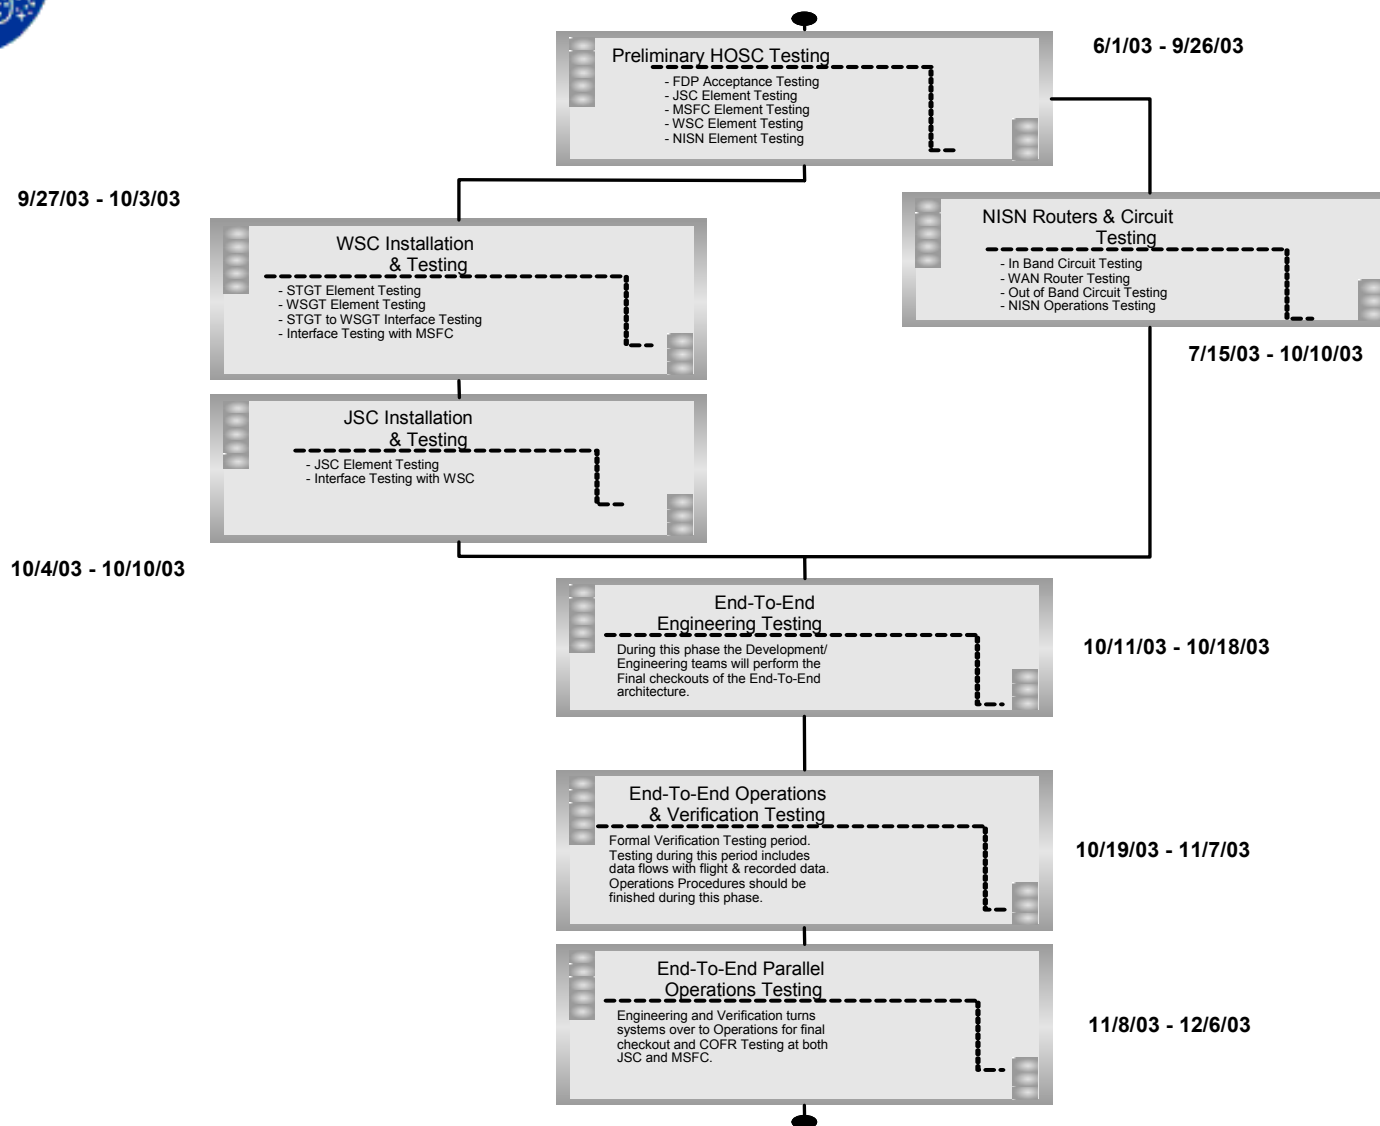 Preliminary HOSC Testing
- FDP Acceptance Testing
- JSC Element Testing
- MSFC Element Testing
- WSC Element Testing
- NISN Element Testing
6/1/03 - 9/26/03
9/27/03 - 10/3/03
WSC Installation
& Testing
- STGT Element Testing
- WSGT Element Testing
- STGT to WSGT Interface Testing
- Interface Testing with MSFC
NISN Routers & Circuit
Testing
- In Band Circuit Testing
- WAN Router Testing
- Out of Band Circuit Testing
- NISN Operations Testing
7/15/03 - 10/10/03
JSC Installation
& Testing
- JSC Element Testing
- Interface Testing with WSC
10/4/03 - 10/10/03
End-To-End
Engineering Testing
During this phase the Development/
Engineering teams will perform the
Final checkouts of the End-To-End
architecture.
10/11/03 - 10/18/03
End-To-End Operations
& Verification Testing
Formal Verification Testing period.
Testing during this period includes
data flows with flight & recorded data.
Operations Procedures should be
finished during this phase.
10/19/03 - 11/7/03
End-To-End Parallel
Operations Testing
Engineering and Verification turns
systems over to Operations for final
checkout and COFR Testing at both
JSC and MSFC.
11/8/03 - 12/6/03